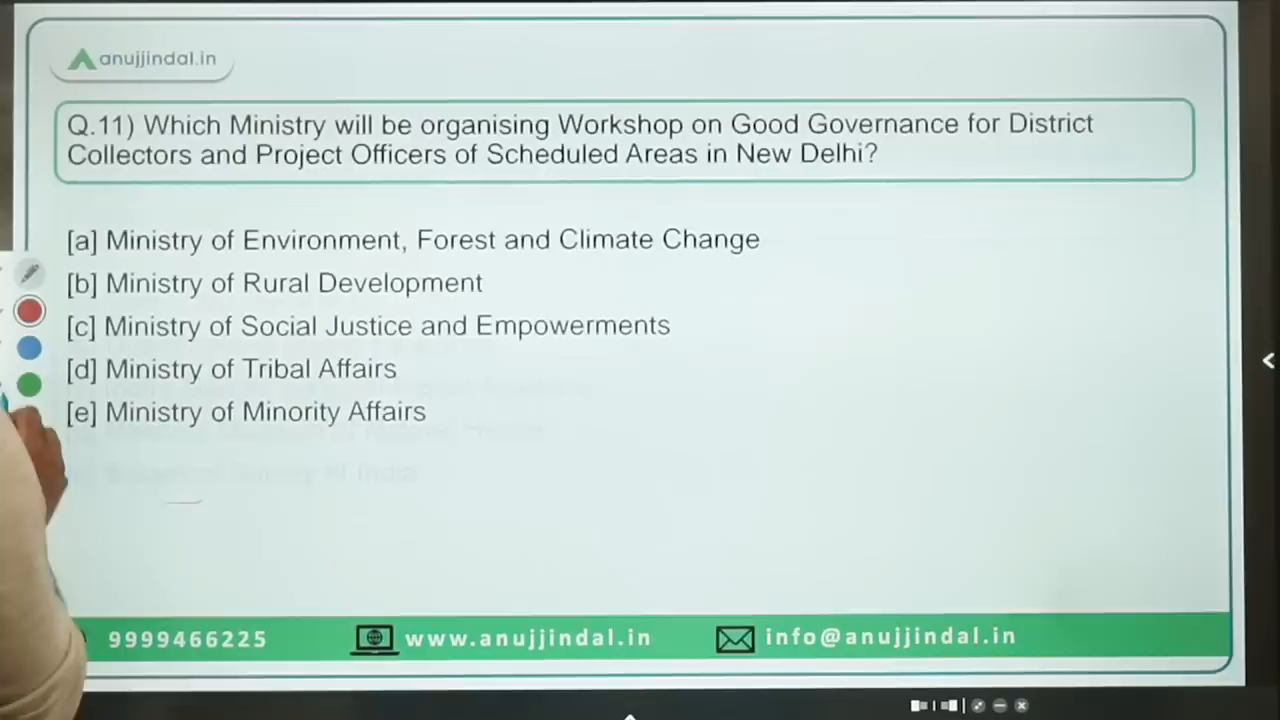 anujjindal.in
Q.11) Which Ministry will be organising Workshop on Good Governance for District
Collectors and Project Officers of Scheduled Areas in New Delhi?
[a] Ministry of Environment, Forest and Climate Change
[b] Ministry of Rural Development
[c] Ministry of Social Justice and Empowerments
[d] Ministry of Tribal Affairs
[e] Ministry of Minority Affairs
9999466225 www.anujjindal.in info@anujjindal.in